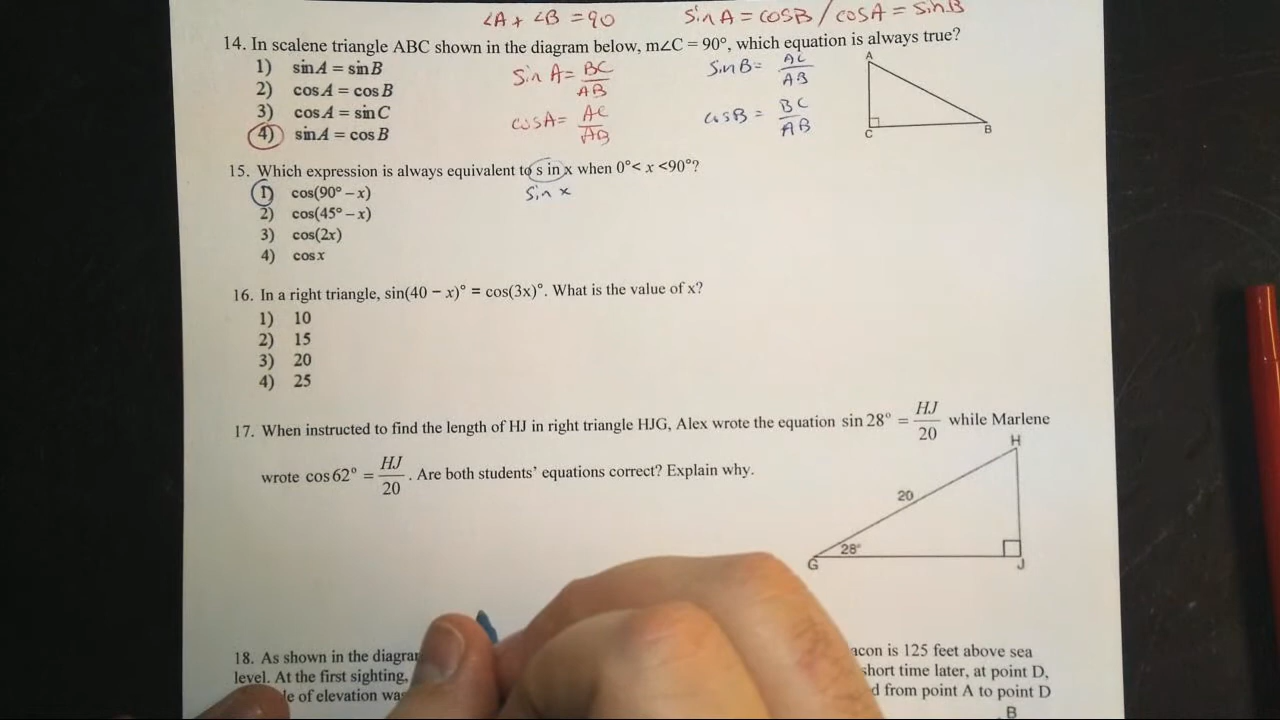 ∠A + ∠B = 90 sin A = cos B / cos A = sin B
14. In scalene triangle ABC shown in the diagram below, m∠C = 90°, which equation is always true?
1) sin A = sin B
2) cos A = cos B
3) cos A = sin C
4) sin A = cos B
sin A = BC/AB
cos A = AC/AB
sin B = AC/AB
cos B = BC/AB
A
C
B
15. Which expression is always equivalent to s in x when 0°< x <90°?
1) cos(90° – x)
2) cos(45° – x)
3) cos(2x)
4) cos x
sin x
16. In a right triangle, sin(40 − x)° = cos(3x)°. What is the value of x?
1) 10
2) 15
3) 20
4) 25
17. When instructed to find the length of HJ in right triangle HJG, Alex wrote the equation sin 28° = HJ/20 while Marlene
wrote cos 62° = HJ/20. Are both students' equations correct? Explain why.
H
20
28°
G
J
18. As shown in the diagra acon is 125 feet above sea
level. At the first sighting, short time later, at point D,
le of elevation wa d from point A to point D
B